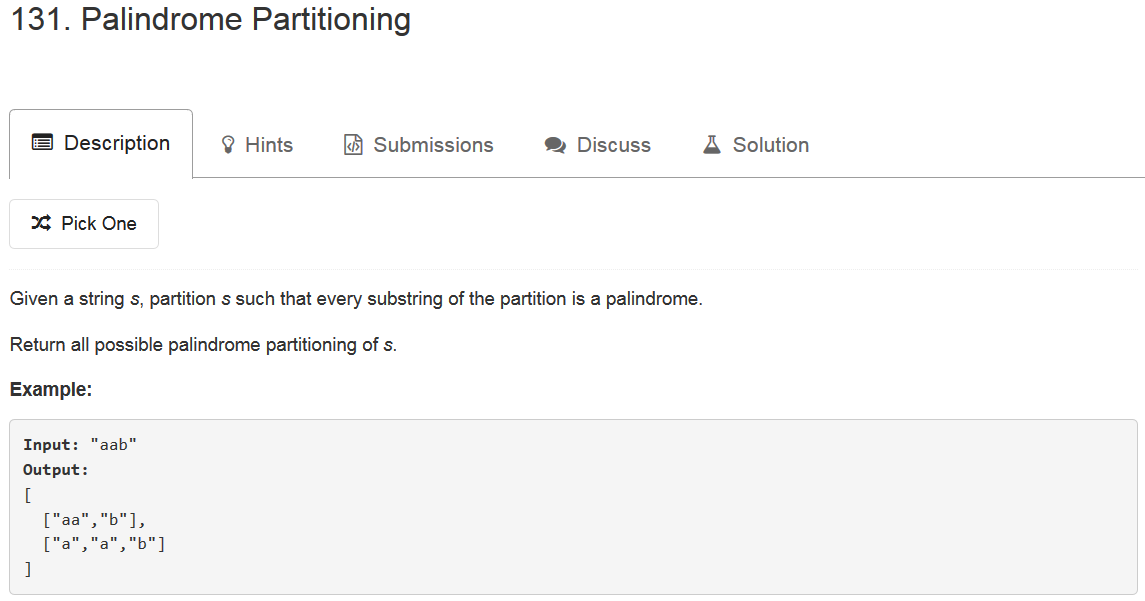 131. Palindrome Partitioning
Description Hints Submissions Discuss Solution
Pick One
Given a string s, partition s such that every substring of the partition is a palindrome.
Return all possible palindrome partitioning of s.
Example:
Input: "aab"
Output:
[
  ["aa","b"],
  ["a","a","b"]
]